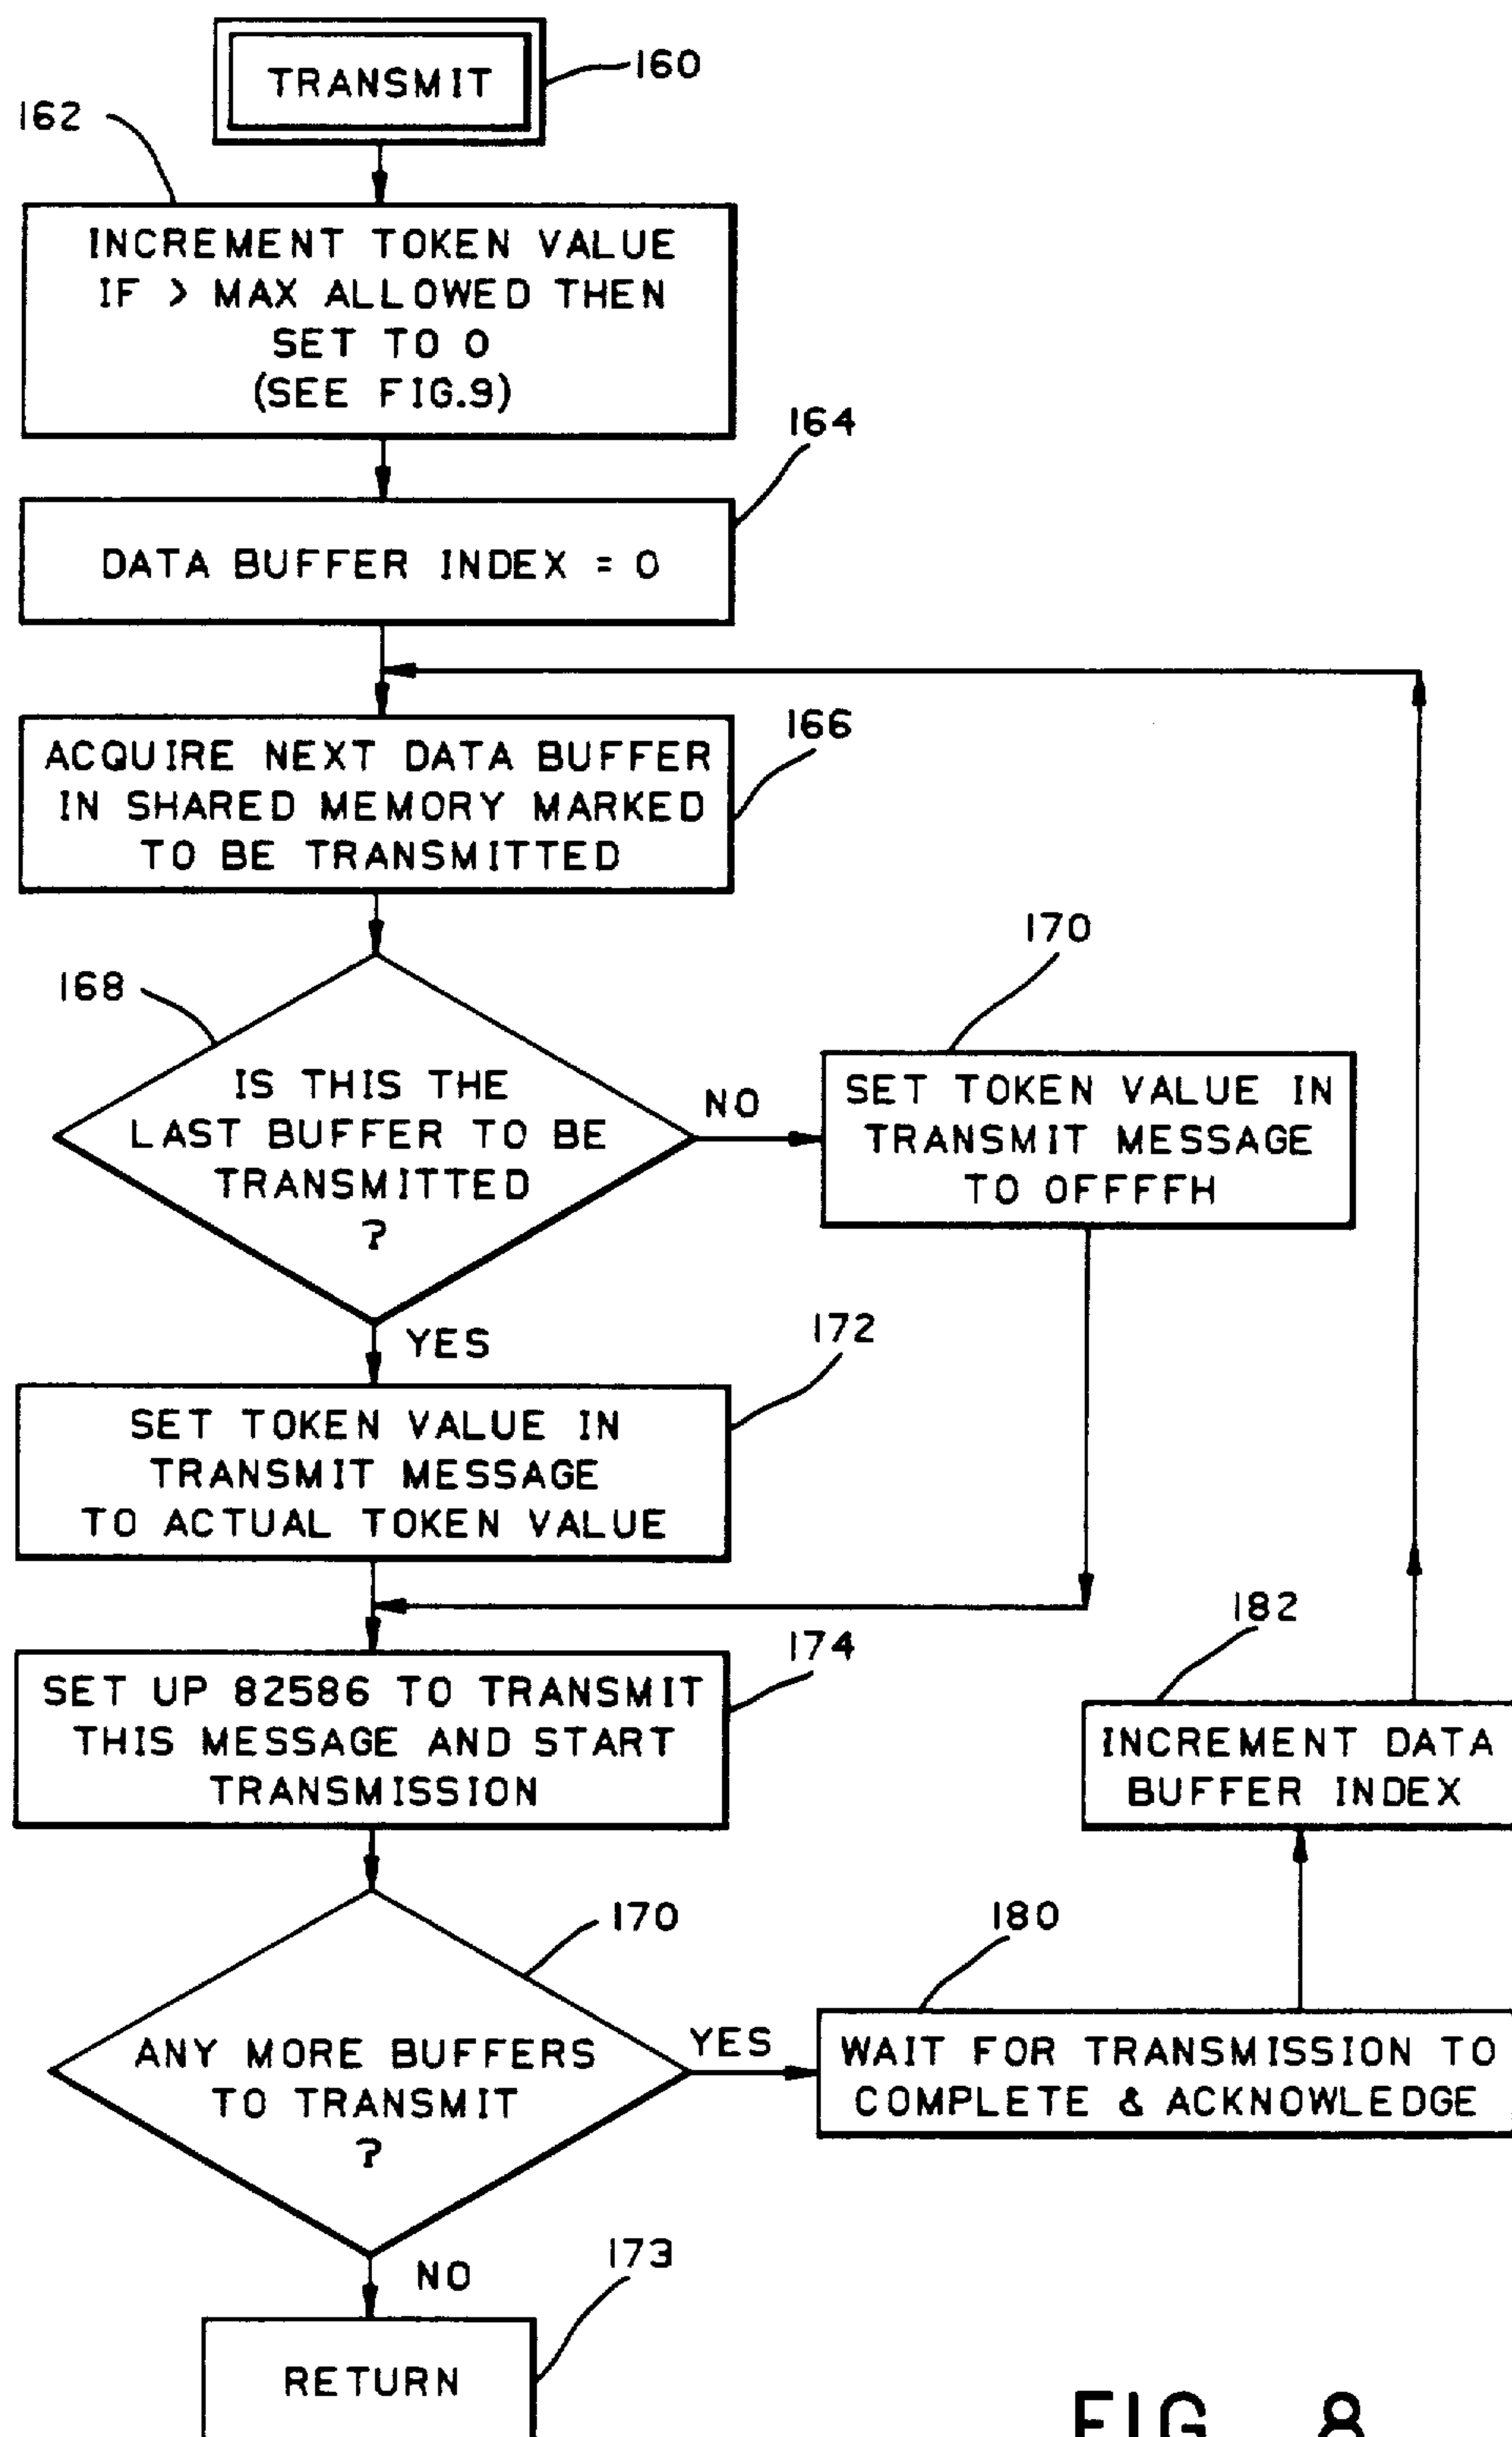 TRANSMIT
160
162
INCREMENT TOKEN VALUE
IF > MAX ALLOWED THEN
SET TO 0
(SEE FIG.9)
164
DATA BUFFER INDEX = 0
166
ACQUIRE NEXT DATA BUFFER
IN SHARED MEMORY MARKED
TO BE TRANSMITTED
168
IS THIS THE
LAST BUFFER TO BE
TRANSMITTED
?
NO
170
SET TOKEN VALUE IN
TRANSMIT MESSAGE
TO 0FFFFH
YES
172
SET TOKEN VALUE IN
TRANSMIT MESSAGE
TO ACTUAL TOKEN VALUE
174
SET UP 82586 TO TRANSMIT
THIS MESSAGE AND START
TRANSMISSION
170
ANY MORE BUFFERS
TO TRANSMIT
?
YES
180
WAIT FOR TRANSMISSION TO
COMPLETE & ACKNOWLEDGE
182
INCREMENT DATA
BUFFER INDEX
NO
173
RETURN
FIG. 8